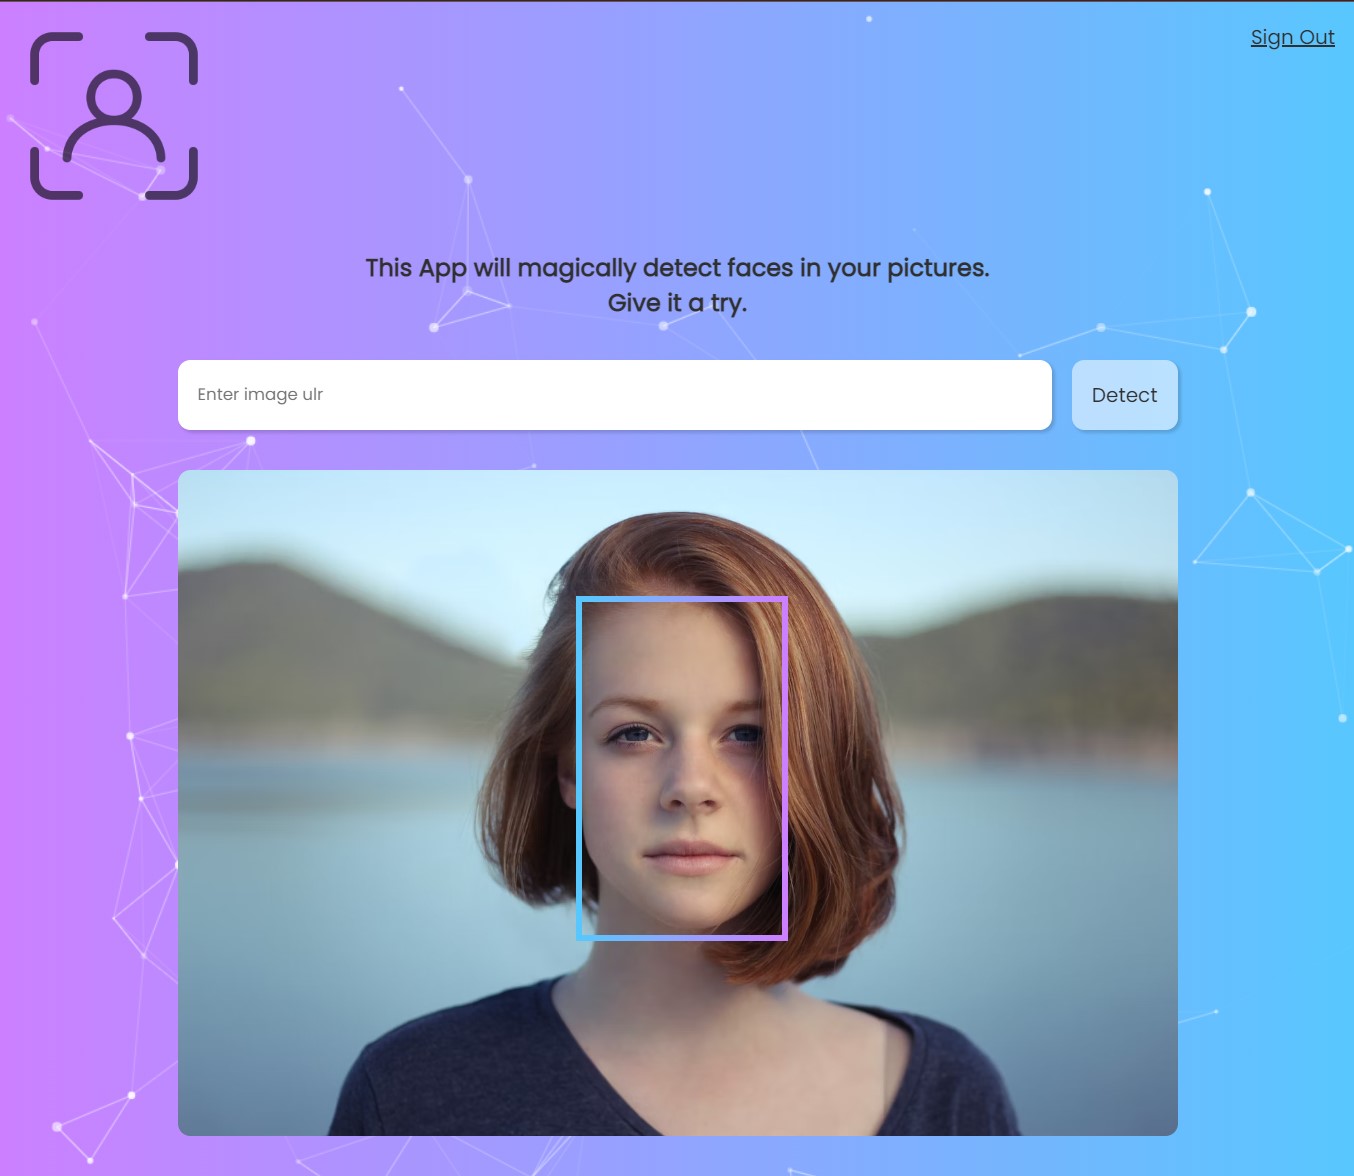 Sign Out
This App will magically detect faces in your pictures.
Give it a try.
Enter image ulr
Detect